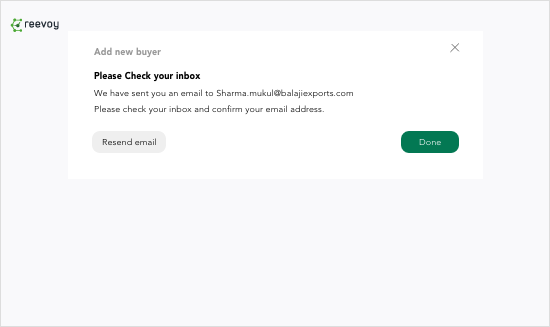 reevoy
Add new buyer
Please Check your inbox
We have sent you an email to Sharma.mukul@balajiexports.com
Please check your inbox and confirm your email address.
Resend email
Done